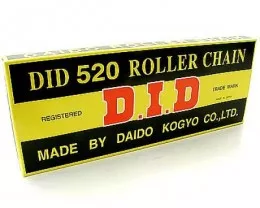 DID 520 ROLLER CHAIN
REGISTERED D.I.D TRADE MARK
MADE BY DAIDO KOGYO CO.,LTD.